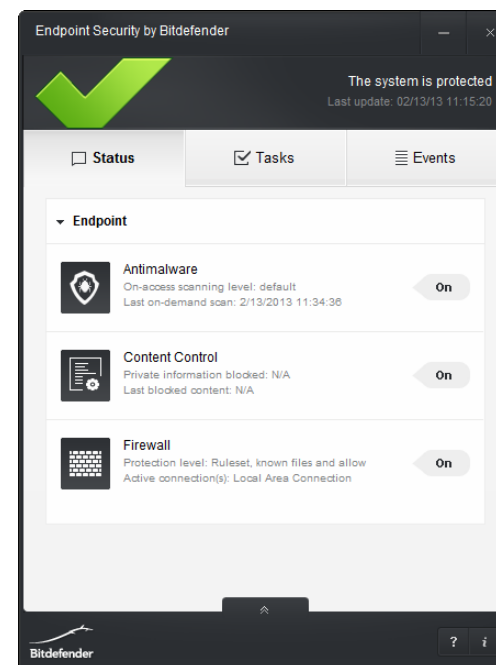 Endpoint Security by Bitdefender
The system is protected
Last update: 02/13/13 11:15:20
Status
Tasks
Events
Endpoint
Antimalware
On-access scanning level: default
Last on-demand scan: 2/13/2013 11:34:36
On
Content Control
Private information blocked: N/A
Last blocked content: N/A
On
Firewall
Protection level: Ruleset, known files and allow
Active connection(s): Local Area Connection
On
Bitdefender
? i